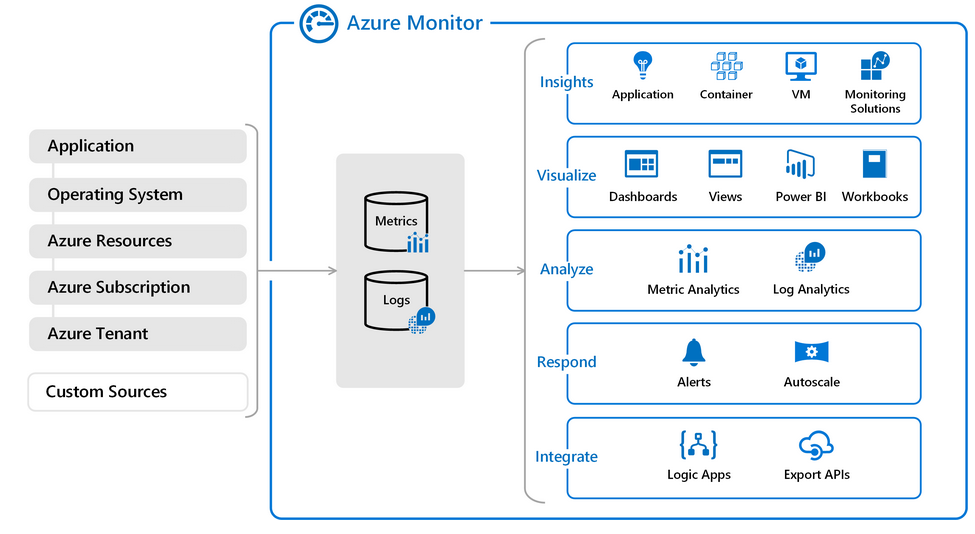 Azure Monitor
Application
Operating System
Azure Resources
Azure Subscription
Azure Tenant
Custom Sources
Metrics
Logs
Insights
Application
Container
VM
Monitoring
Solutions
Visualize
Dashboards
Views
Power BI
Workbooks
Analyze
Metric Analytics
Log Analytics
Respond
Alerts
Autoscale
Integrate
Logic Apps
Export APIs